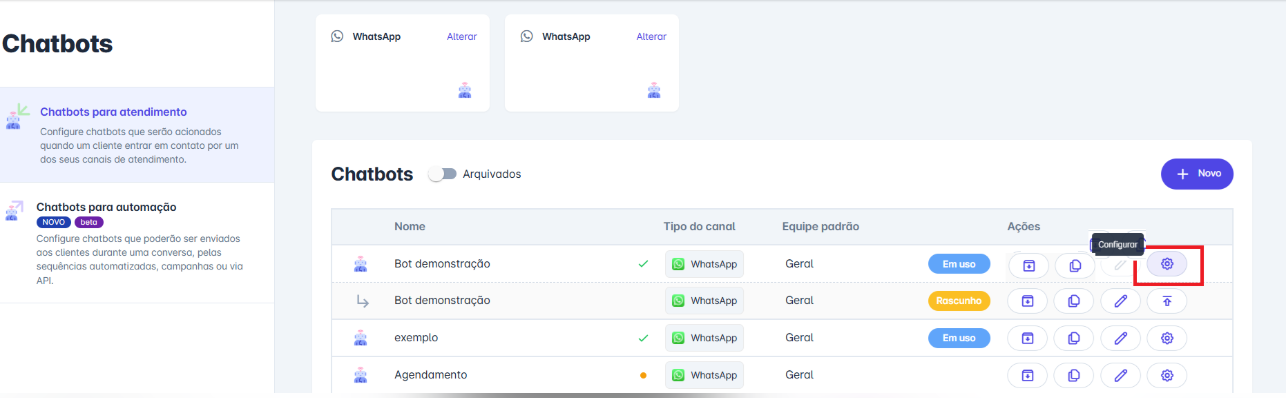 Chatbots
Chatbots para atendimento
Configure chatbots que serão acionados
quando um cliente entrar em contato por um
dos seus canais de atendimento.
Chatbots para automação
NOVO beta
Configure chatbots que poderão ser enviados
aos clientes durante uma conversa, pelas
sequências automatizadas, campanhas ou via
API.
WhatsApp Alterar
WhatsApp Alterar
Chatbots Arquivados
+ Novo
Nome Tipo do canal Equipe padrão Ações
Configurar
Bot demonstração WhatsApp Geral Em uso
Bot demonstração WhatsApp Geral Rascunho
exemplo WhatsApp Geral Em uso
Agendamento WhatsApp Geral